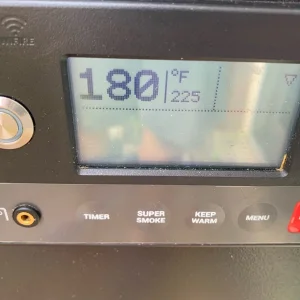 180 °F
225
TIMER
SUPER
SMOKE
KEEP
WARM
MENU